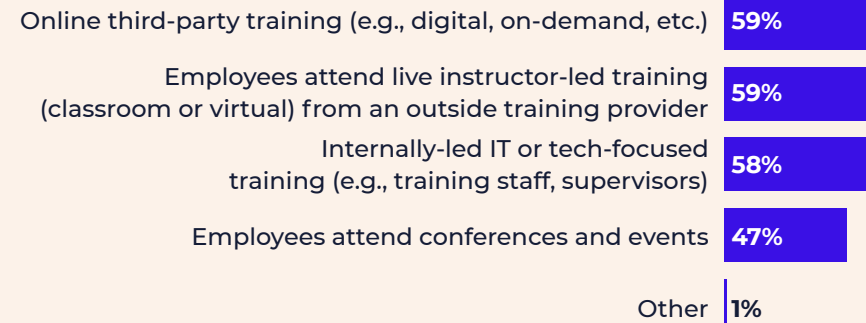 Online third-party training (e.g., digital, on-demand, etc.) 59%
Employees attend live instructor-led training
(classroom or virtual) from an outside training provider 59%
Internally-led IT or tech-focused
training (e.g., training staff, supervisors) 58%
Employees attend conferences and events 47%
Other 1%